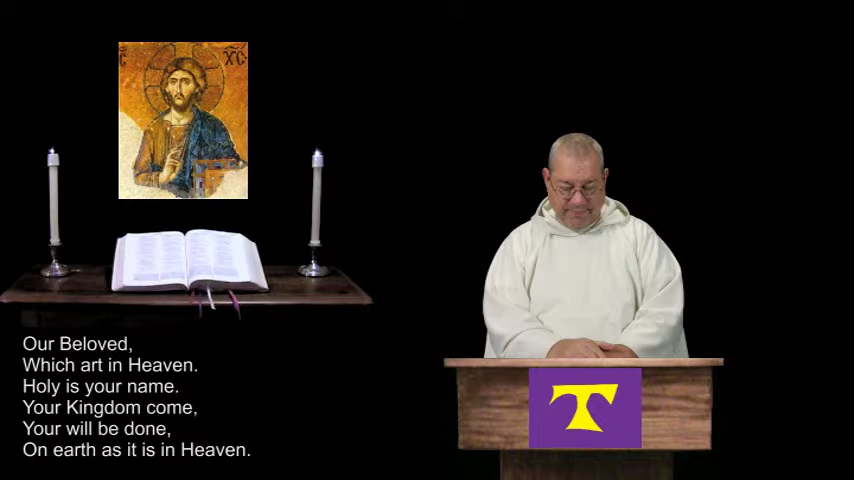 Our Beloved,
Which art in Heaven.
Holy is your name.
Your Kingdom come,
Your will be done,
On earth as it is in Heaven.